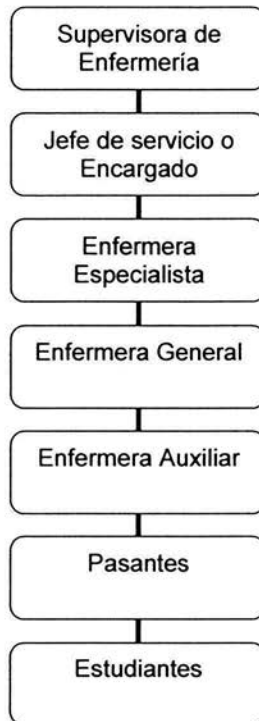 Supervisora de
Enfermería
Jefe de servicio o
Encargado
Enfermera
Especialista
Enfermera General
Enfermera Auxiliar
Pasantes
Estudiantes